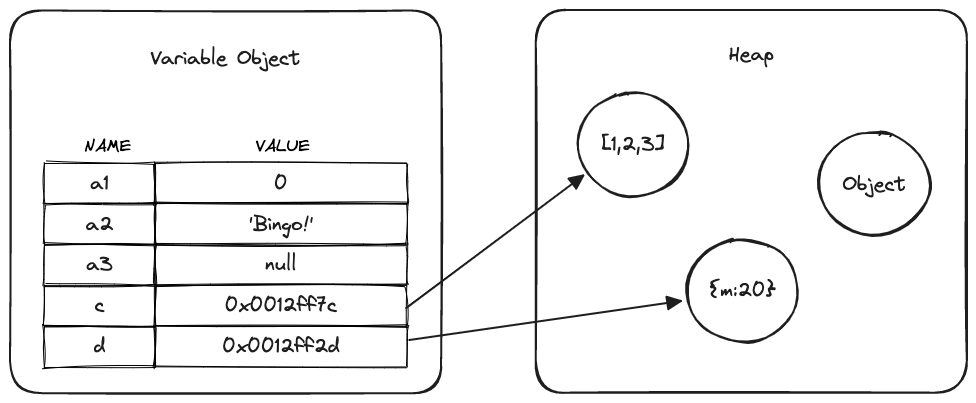 Variable Object
NAME VALUE
a1 0
a2 'Bingo!'
a3 null
c 0x0012ff7c
d 0x0012ff2d
Heap
[1,2,3]
Object
{m:20}